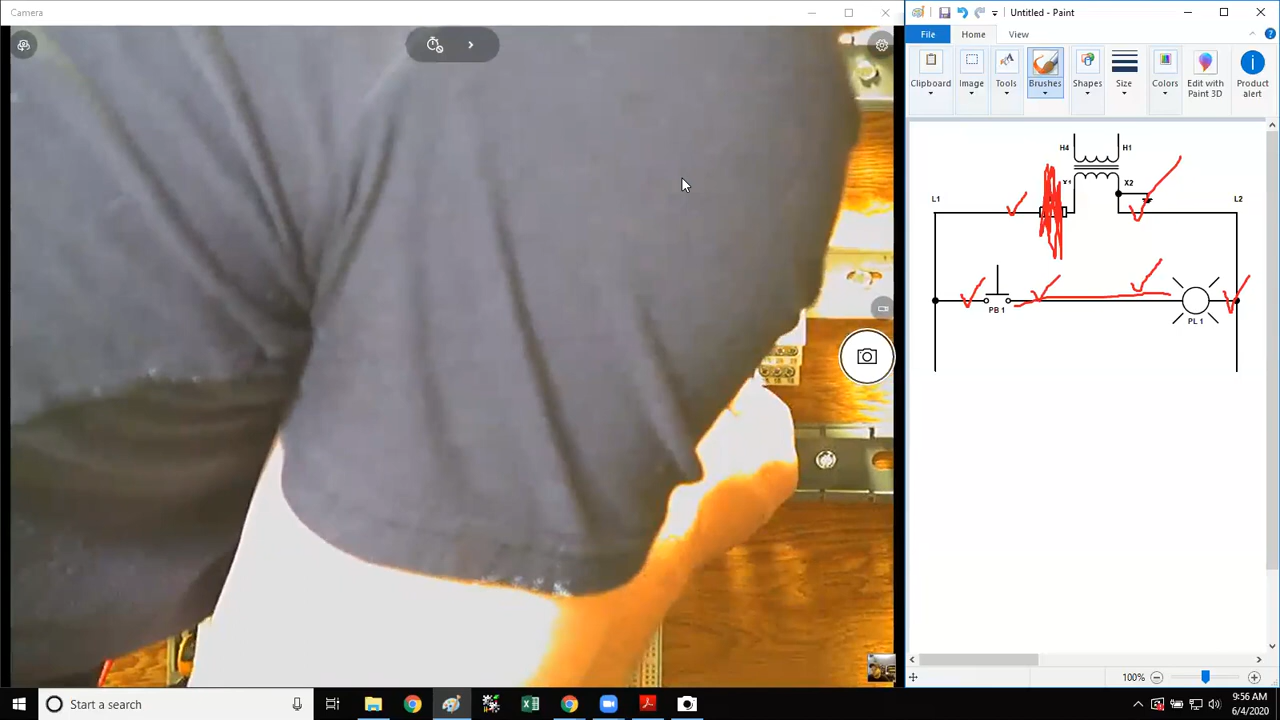 Camera
Untitled - Paint
File
Home
View
Clipboard
Image
Tools
Brushes
Shapes
Size
Colors
Edit with
Paint 3D
Product
alert
H4
H1
X1
X2
L1
L2
PB 1
PL 1
100%
Start a search
9:56 AM
6/4/2020